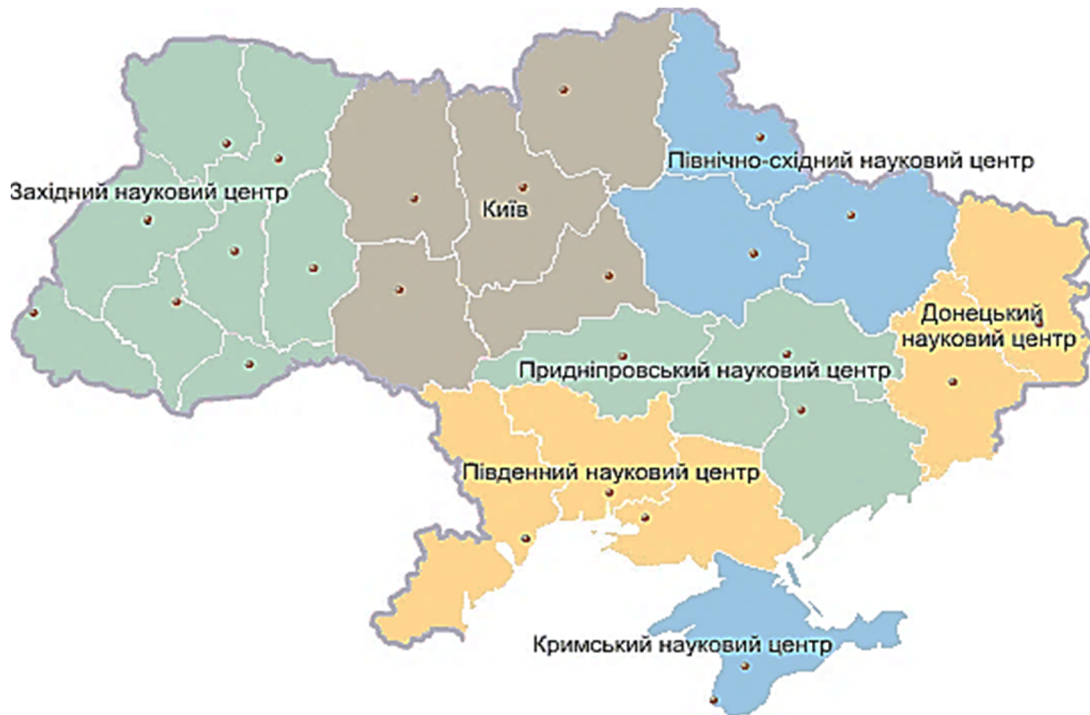 Північно-східний науковий центр
Західний науковий центр
Київ
Донецький
науковий центр
Придніпровський науковий центр
Південний науковий центр
Кримський науковий центр